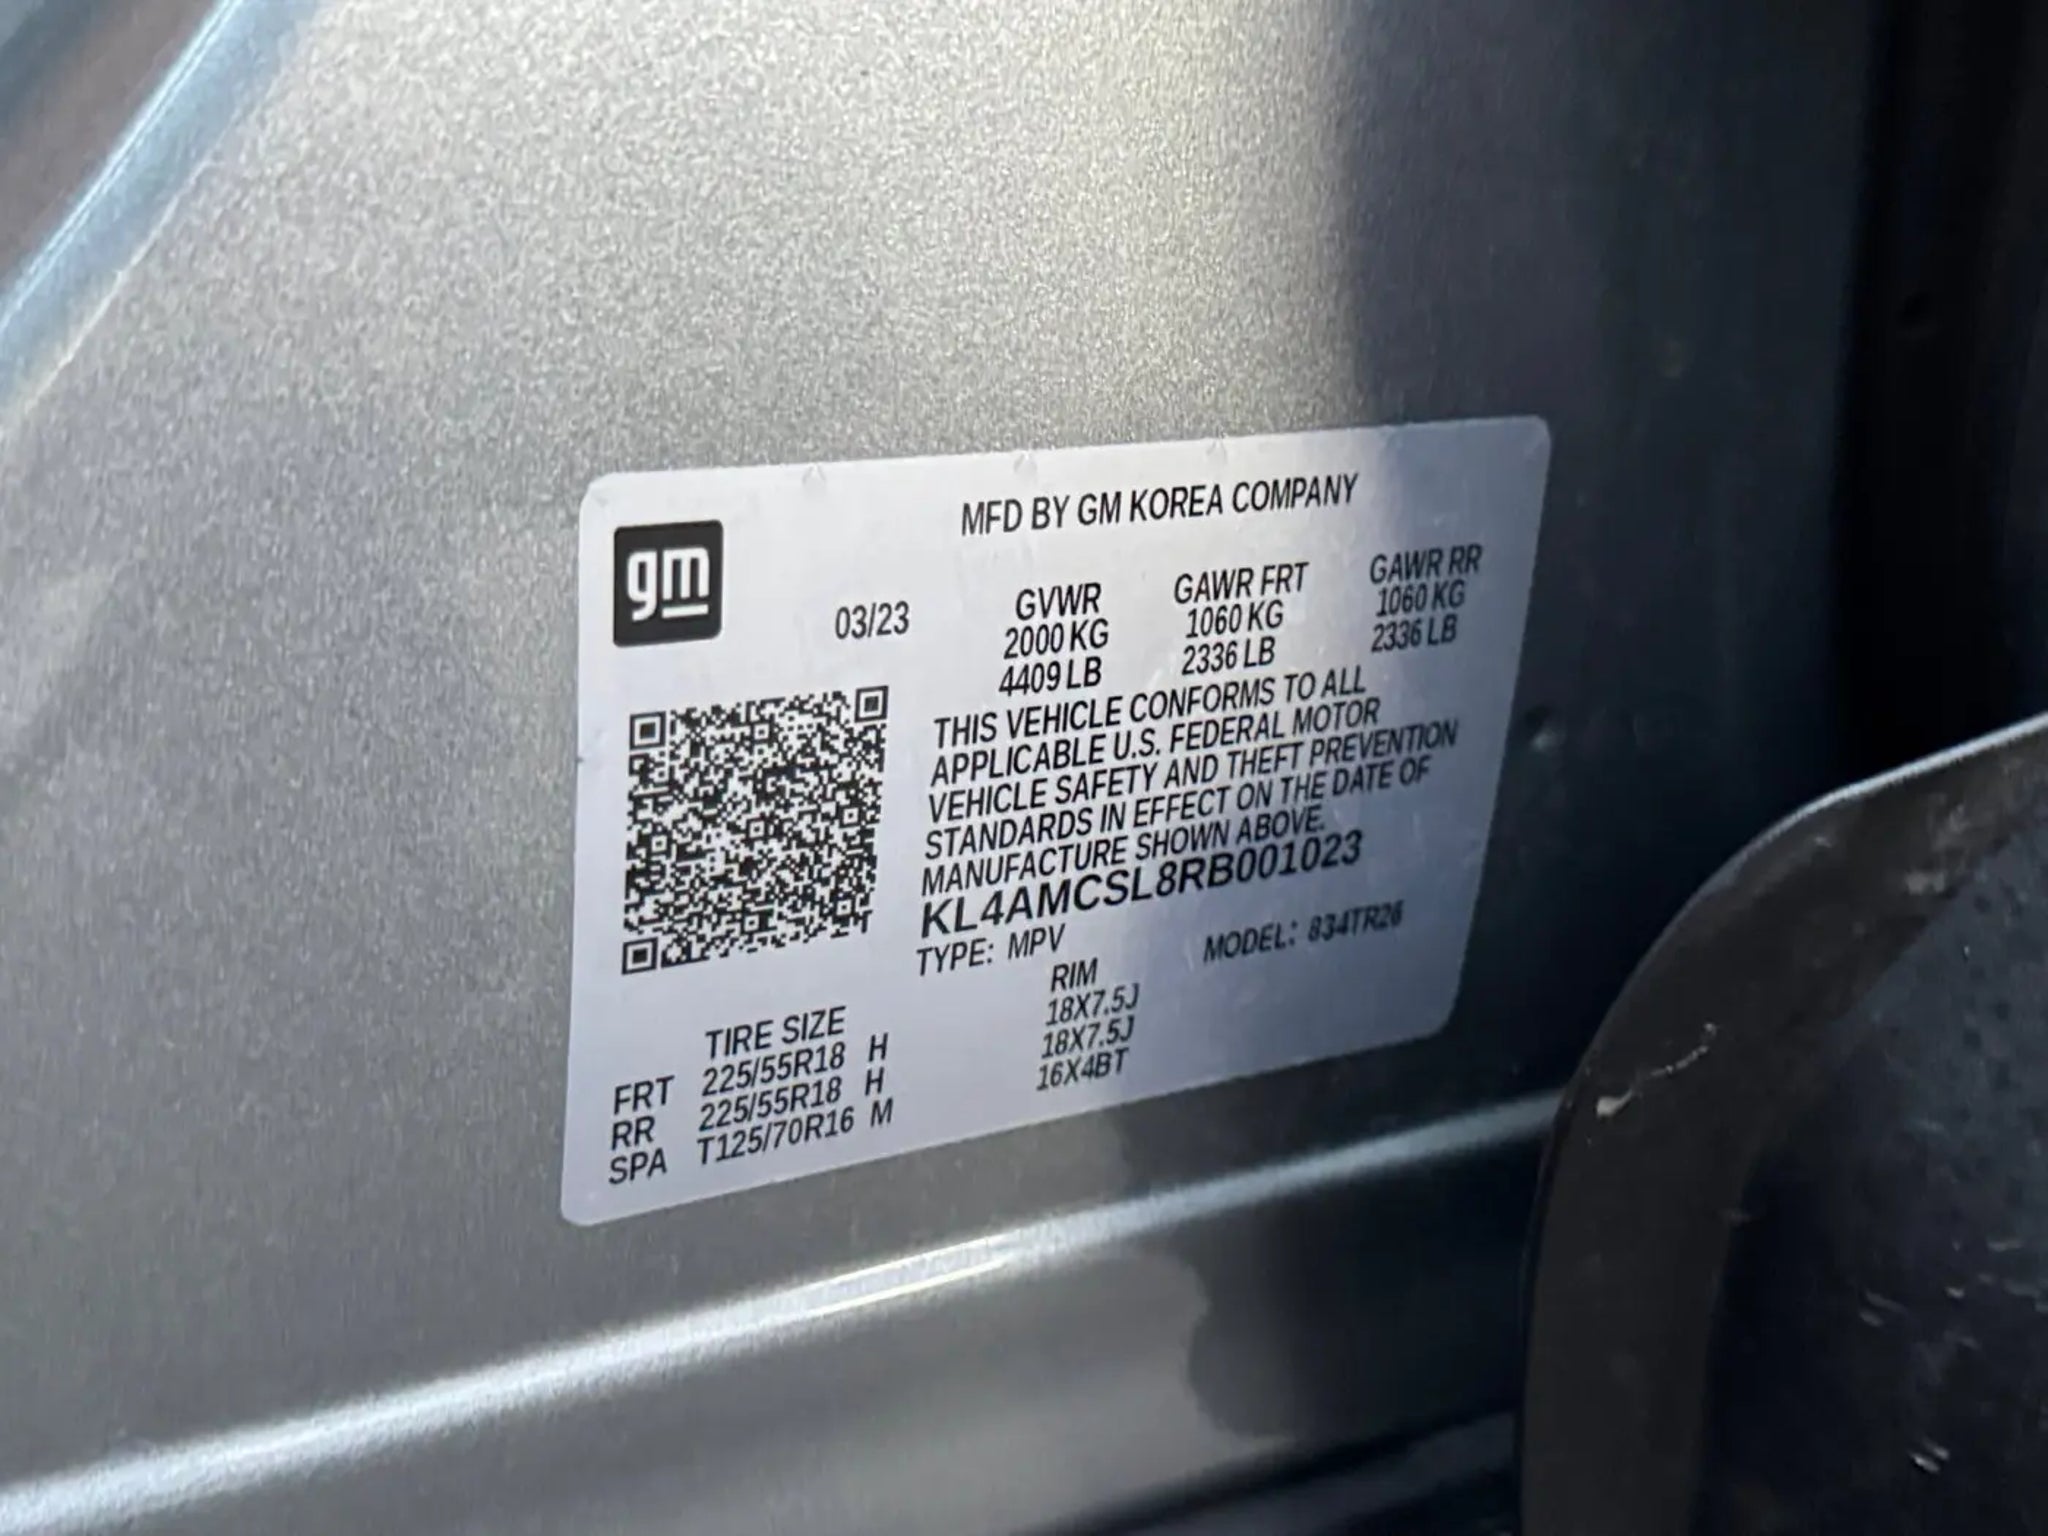 gm
MFD BY GM KOREA COMPANY
03/23
GVWR GAWR FRT GAWR RR
2000 KG 1060 KG 1060 KG
4409 LB 2336 LB 2336 LB
THIS VEHICLE CONFORMS TO ALL
APPLICABLE U.S. FEDERAL MOTOR
VEHICLE SAFETY AND THEFT PREVENTION
STANDARDS IN EFFECT ON THE DATE OF
MANUFACTURE SHOWN ABOVE.
KL4AMCSL8RB001023
TYPE: MPV MODEL: 834TR26
TIRE SIZE RIM
FRT 225/55R18 H 18X7.5J
RR 225/55R18 H 18X7.5J
SPA T125/70R16 M 16X4BT